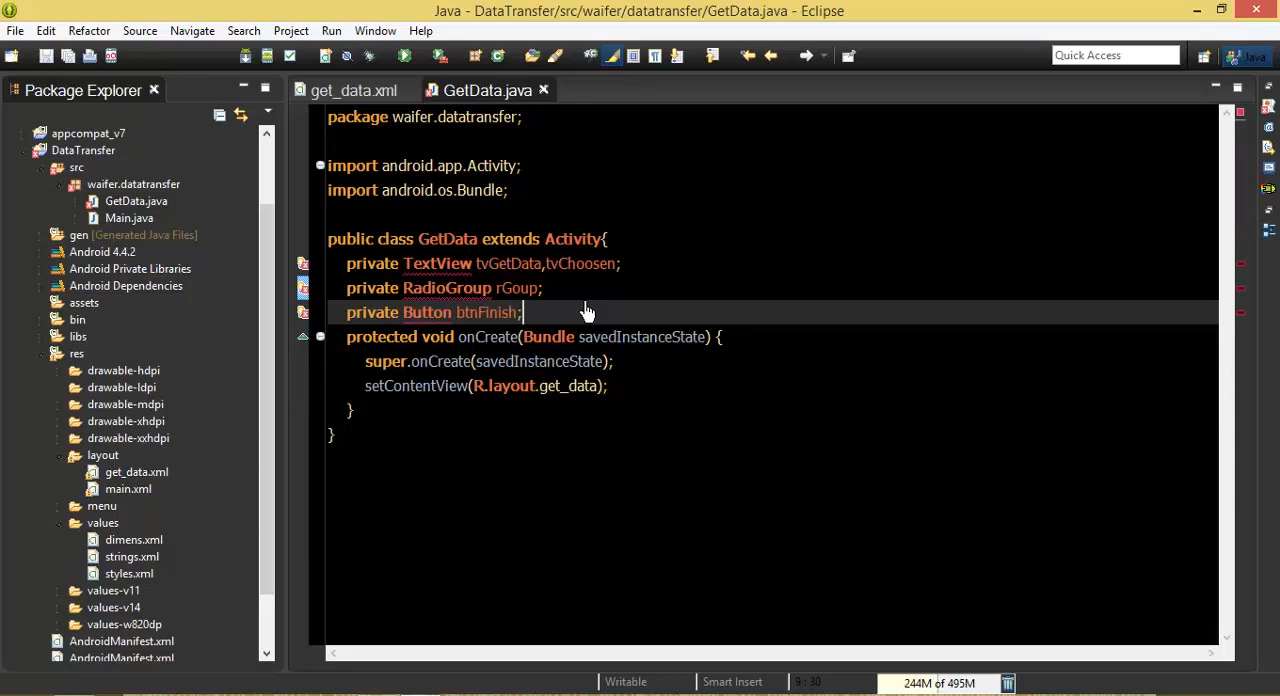 Java - DataTransfer/src/waifer/datatransfer/GetData.java - Eclipse
File Edit Refactor Source Navigate Search Project Run Window Help
Quick Access
Java
Package Explorer
get_data.xml
GetData.java
appcompat_v7
DataTransfer
src
waifer.datatransfer
GetData.java
Main.java
gen [Generated Java Files]
Android 4.4.2
Android Private Libraries
Android Dependencies
assets
bin
libs
res
drawable-hdpi
drawable-ldpi
drawable-mdpi
drawable-xhdpi
drawable-xxhdpi
layout
get_data.xml
main.xml
menu
values
dimens.xml
strings.xml
styles.xml
values-v11
values-v14
values-w820dp
AndroidManifest.xml
AndroidManifest.xml
package waifer.datatransfer;
import android.app.Activity;
import android.os.Bundle;
public class GetData extends Activity{
private TextView tvGetData,tvChoosen;
private RadioGroup rGoup;
private Button btnFinish;
protected void onCreate(Bundle savedInstanceState) {
super.onCreate(savedInstanceState);
setContentView(R.layout.get_data);
}
}
Writable
Smart Insert
9 : 30
244M of 495M